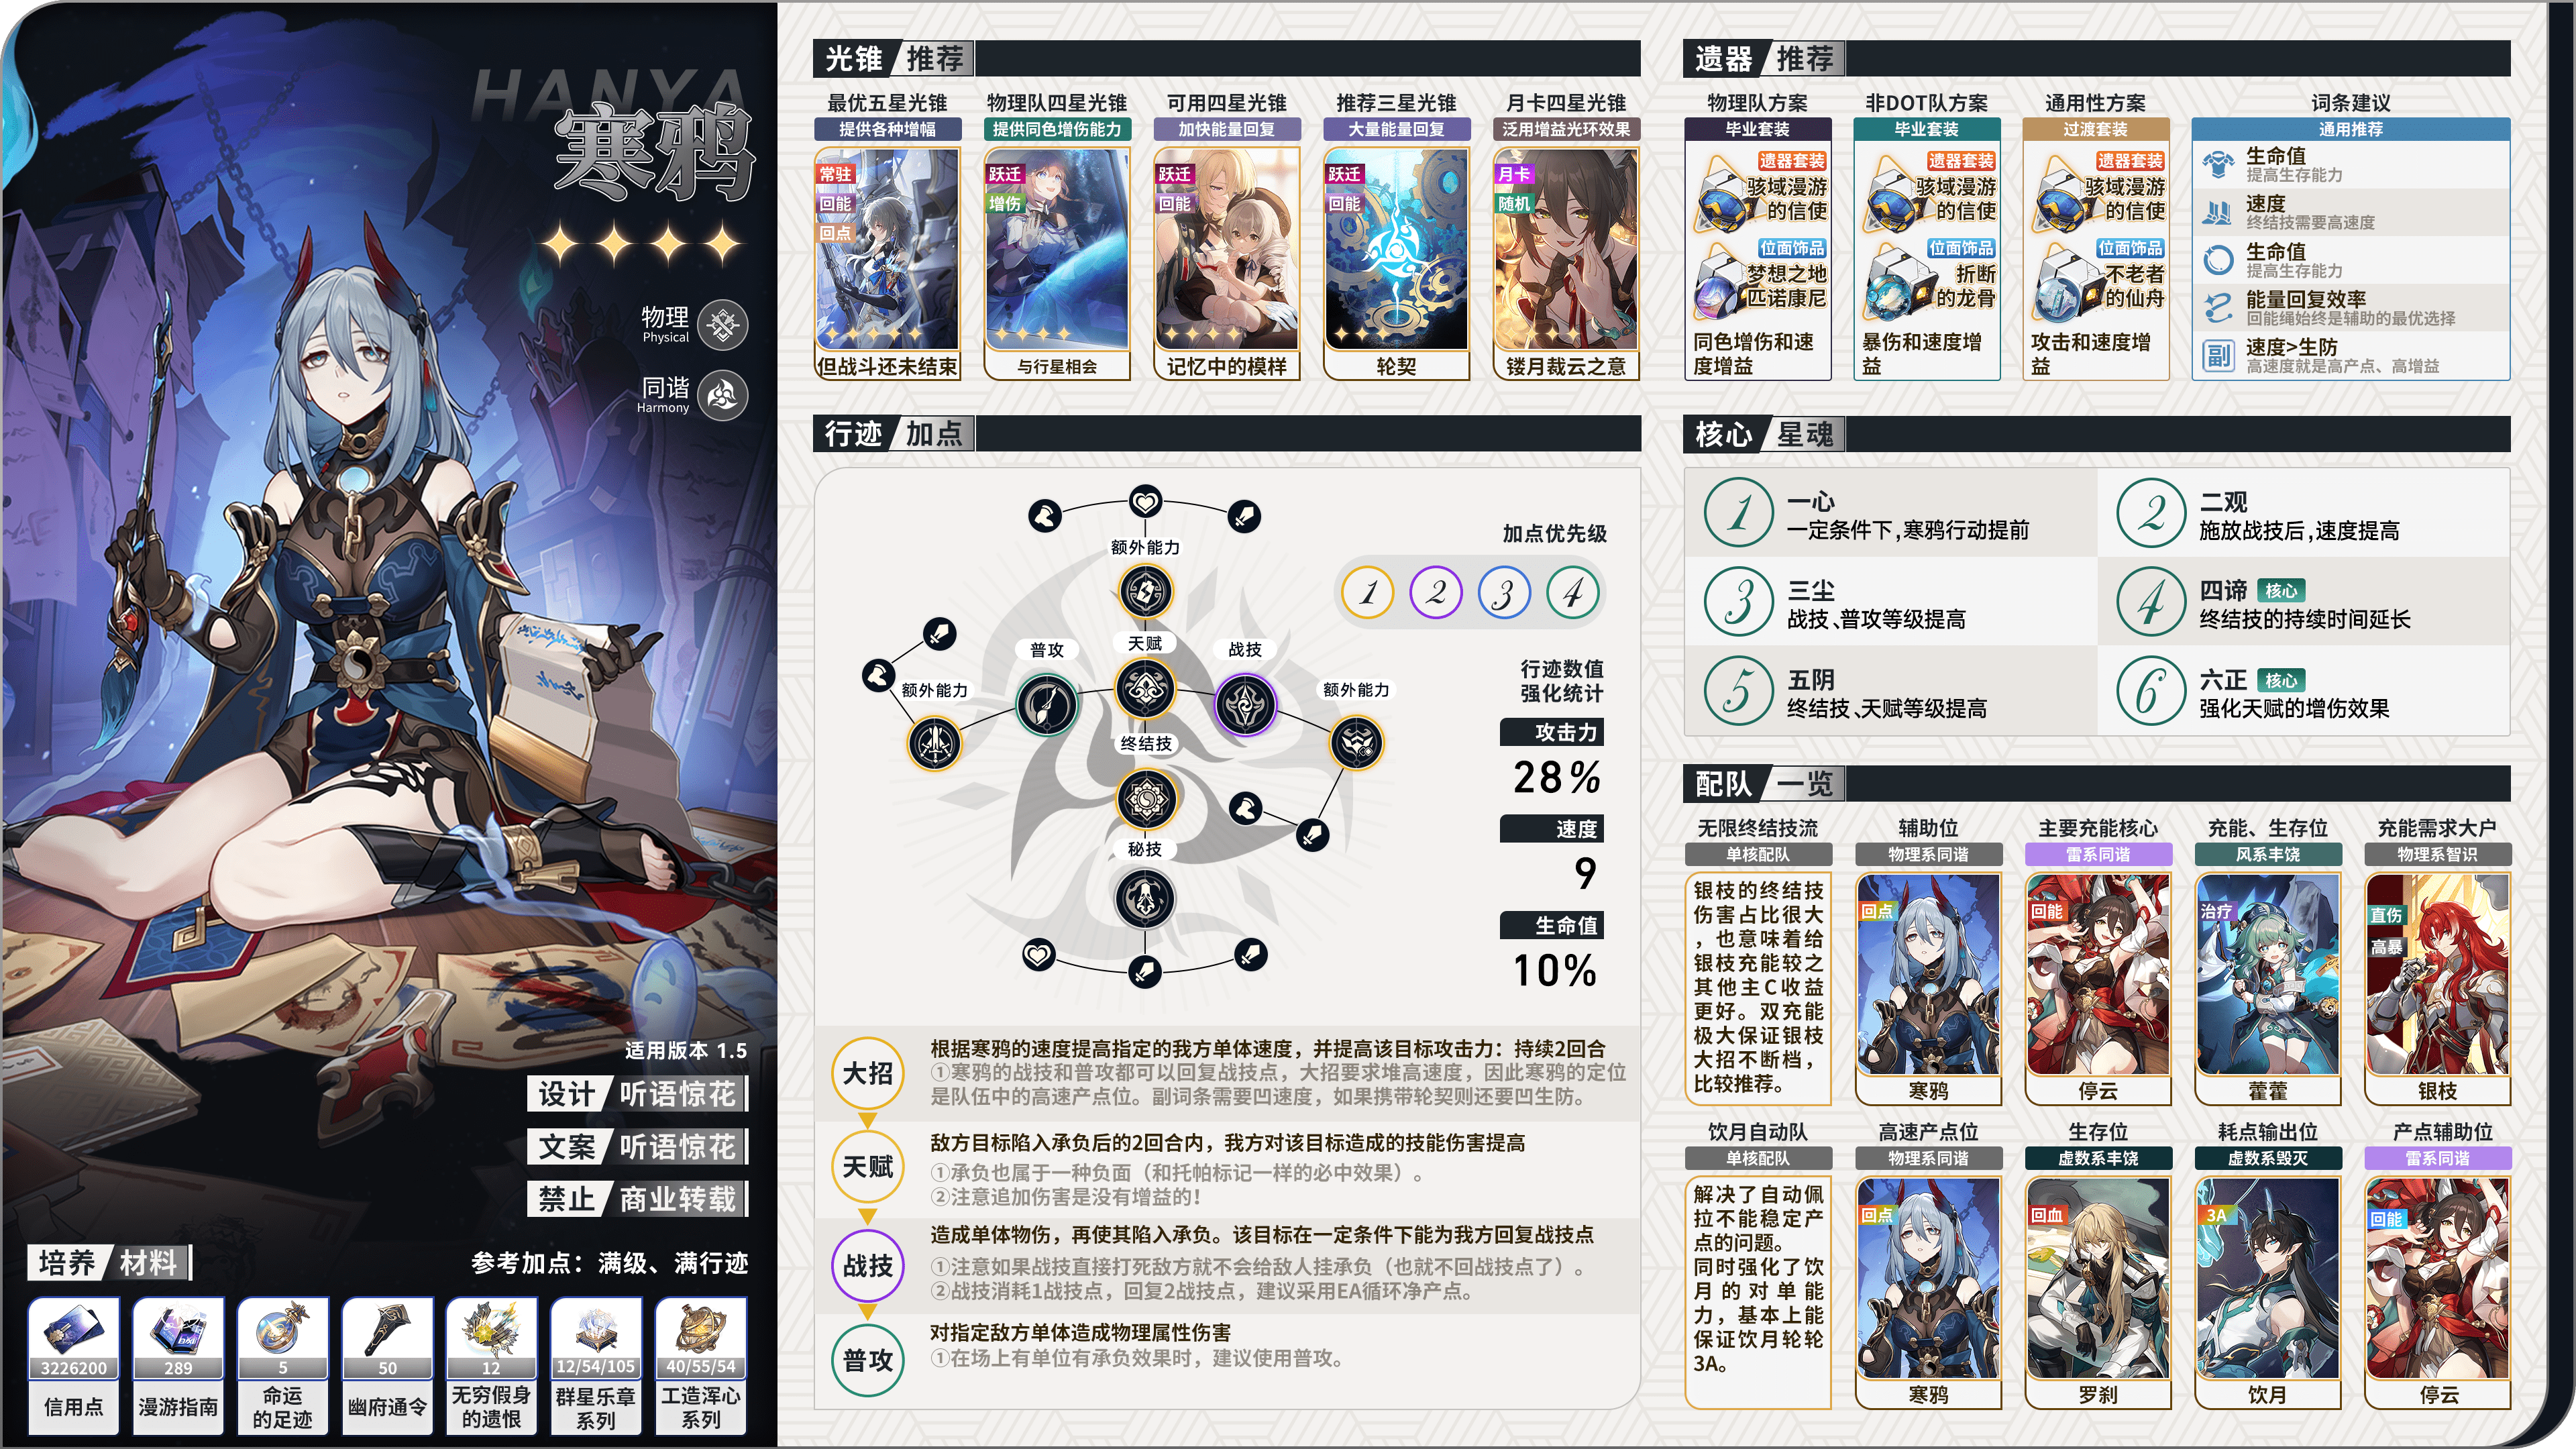 HANYA
寒鸦
物理
Physical
同谐
Harmony
适用版本 1.5
设计 听语惊花
文案 听语惊花
禁止 商业转载
培养 材料
参考加点：满级、满行迹
3226200
信用点
289
漫游指南
5
命运
的足迹
50
幽府通令
12
无穷假身
的遗恨
12/54/105
群星乐章
系列
40/55/54
工造浑心
系列
光锥 推荐
最优五星光锥
提供各种增幅
常驻
回能
回点
但战斗还未结束
物理队四星光锥
提供同色增伤能力
跃迁
增伤
与行星相会
可用四星光锥
加快能量回复
跃迁
回能
记忆中的模样
推荐三星光锥
大量能量回复
跃迁
回能
轮契
月卡四星光锥
泛用增益光环效果
月卡
随机
镂月裁云之意
行迹 加点
额外能力
天赋
普攻
战技
额外能力
额外能力
终结技
秘技
加点优先级
1
2
3
4
行迹数值
强化统计
攻击力
28%
速度
9
生命值
10%
大招
根据寒鸦的速度提高指定的我方单体速度，并提高该目标攻击力：持续2回合
①寒鸦的战技和普攻都可以回复战技点，大招要求堆高速度，因此寒鸦的定位
是队伍中的高速产点位。副词条需要凹速度，如果携带轮契则还要凹生防。
天赋
敌方目标陷入承负后的2回合内，我方对该目标造成的技能伤害提高
①承负也属于一种负面（和托帕标记一样的必中效果）。
②注意追加伤害是没有增益的！
战技
造成单体物伤，再使其陷入承负。该目标在一定条件下能为我方回复战技点
①注意如果战技直接打死敌方就不会给敌人挂承负（也就不回战技点了）。
②战技消耗1战技点，回复2战技点，建议采用EA循环净产点。
普攻
对指定敌方单体造成物理属性伤害
①在场上有单位有承负效果时，建议使用普攻。
遗器 推荐
物理队方案
毕业套装
遗器套装
骇域漫游
的信使
位面饰品
梦想之地
匹诺康尼
同色增伤和速
度增益
非DOT队方案
毕业套装
遗器套装
骇域漫游
的信使
位面饰品
折断
的龙骨
暴伤和速度增
益
通用性方案
过渡套装
遗器套装
骇域漫游
的信使
位面饰品
不老者
的仙舟
攻击和速度增
益
词条建议
通用推荐
生命值
提高生存能力
速度
终结技需要高速度
生命值
提高生存能力
能量回复效率
回能绳始终是辅助的最优选择
副
速度>生防
高速度就是高产点、高增益
核心 星魂
1
一心
一定条件下，寒鸦行动提前
2
二观
施放战技后，速度提高
3
三尘
战技、普攻等级提高
4
四谛 核心
终结技的持续时间延长
5
五阴
终结技、天赋等级提高
6
六正 核心
强化天赋的增伤效果
配队 一览
无限终结技流
单核配队
银枝的终结技
伤害占比很大
，也意味着给
银枝充能较之
其他主C收益
更好。双充能
极大保证银枝
大招不断档，
比较推荐。
辅助位
物理系同谐
回点
寒鸦
主要充能核心
雷系同谐
回能
停云
充能、生存位
风系丰饶
治疗
藿藿
充能需求大户
物理系智识
直伤
高暴
银枝
饮月自动队
单核配队
解决了自动佩
拉不能稳定产
点的问题。
同时强化了饮
月的对单能
力，基本上能
保证饮月轮轮
3A。
高速产点位
物理系同谐
回点
寒鸦
生存位
虚数系丰饶
回血
罗刹
耗点输出位
虚数系毁灭
3A
饮月
产点辅助位
雷系同谐
回能
停云